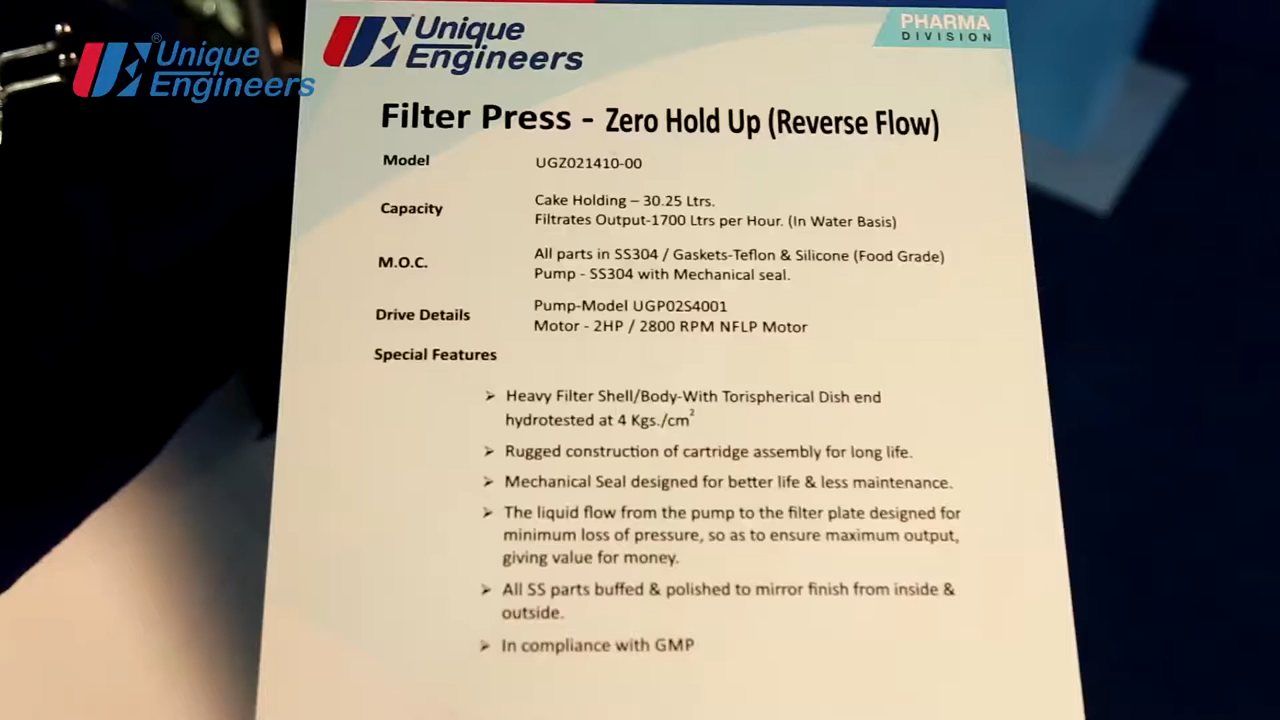 Unique
Engineers
PHARMA
DIVISION
® Unique
Engineers
Filter Press - Zero Hold Up (Reverse Flow)
Model UGZ021410-00
Capacity Cake Holding – 30.25 Ltrs.
Filtrates Output-1700 Ltrs per Hour. (In Water Basis)
M.O.C. All parts in SS304 / Gaskets-Teflon & Silicone (Food Grade)
Pump - SS304 with Mechanical seal.
Drive Details Pump-Model UGP02S4001
Motor - 2HP / 2800 RPM NFLP Motor
Special Features
➢ Heavy Filter Shell/Body-With Torispherical Dish end
hydrotested at 4 Kgs./cm²
➢ Rugged construction of cartridge assembly for long life.
➢ Mechanical Seal designed for better life & less maintenance.
➢ The liquid flow from the pump to the filter plate designed for
minimum loss of pressure, so as to ensure maximum output,
giving value for money.
➢ All SS parts buffed & polished to mirror finish from inside &
outside.
➢ In compliance with GMP